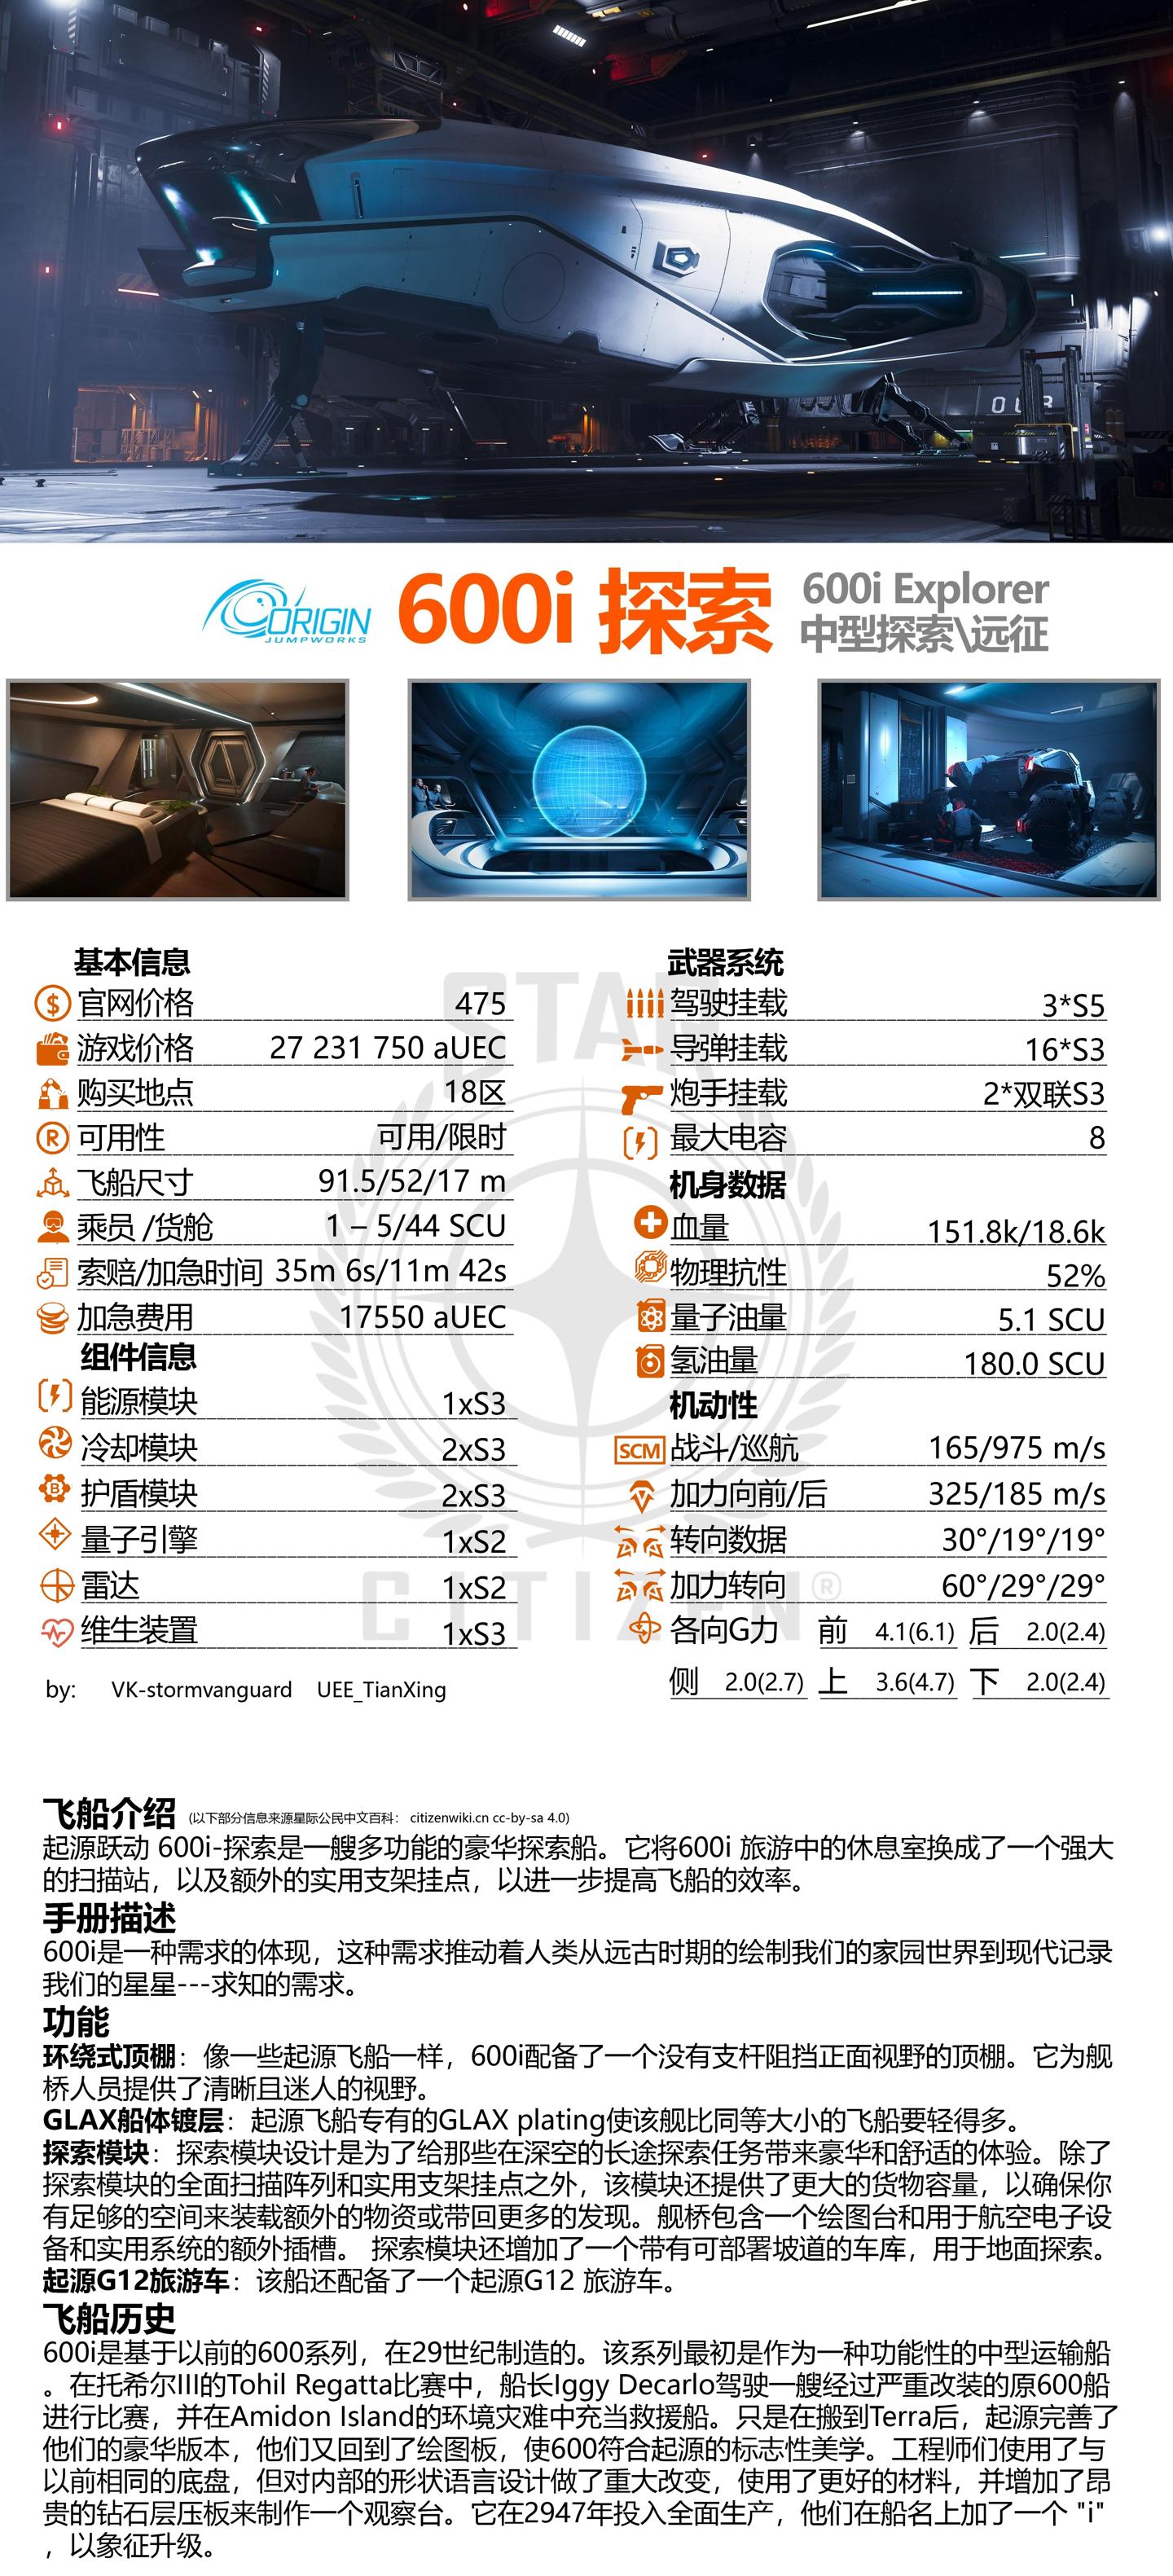 ORIGIN
JUMPWORKS
600i 探索
600i Explorer
中型探索\远征
STAR
CITIZEN®
基本信息
官网价格 475
游戏价格 27 231 750 aUEC
购买地点 18区
可用性 可用/限时
飞船尺寸 91.5/52/17 m
乘员 /货舱 1 – 5/44 SCU
索赔/加急时间 35m 6s/11m 42s
加急费用 17550 aUEC
组件信息
能源模块 1xS3
冷却模块 2xS3
护盾模块 2xS3
量子引擎 1xS2
雷达 1xS2
维生装置 1xS3
by: VK-stormvanguard UEE_TianXing
武器系统
驾驶挂载 3*S5
导弹挂载 16*S3
炮手挂载 2*双联S3
最大电容 8
机身数据
血量 151.8k/18.6k
物理抗性 52%
量子油量 5.1 SCU
氢油量 180.0 SCU
机动性
SCM 战斗/巡航 165/975 m/s
加力向前/后 325/185 m/s
转向数据 30°/19°/19°
加力转向 60°/29°/29°
各向G力 前 4.1(6.1) 后 2.0(2.4)
侧 2.0(2.7) 上 3.6(4.7) 下 2.0(2.4)
飞船介绍 (以下部分信息来源星际公民中文百科： citizenwiki.cn cc-by-sa 4.0)
起源跃动 600i-探索是一艘多功能的豪华探索船。它将600i 旅游中的休息室换成了一个强大
的扫描站，以及额外的实用支架挂点，以进一步提高飞船的效率。
手册描述
600i是一种需求的体现，这种需求推动着人类从远古时期的绘制我们的家园世界到现代记录
我们的星星---求知的需求。
功能
环绕式顶棚：像一些起源飞船一样，600i配备了一个没有支杆阻挡正面视野的顶棚。它为舰
桥人员提供了清晰且迷人的视野。
GLAX船体镀层：起源飞船专有的GLAX plating使该舰比同等大小的飞船要轻得多。
探索模块：探索模块设计是为了给那些在深空的长途探索任务带来豪华和舒适的体验。除了
探索模块的全面扫描阵列和实用支架挂点之外，该模块还提供了更大的货物容量，以确保你
有足够的空间来装载额外的物资或带回更多的发现。舰桥包含一个绘图台和用于航空电子设
备和实用系统的额外插槽。 探索模块还增加了一个带有可部署坡道的车库，用于地面探索。
起源G12旅游车：该船还配备了一个起源G12 旅游车。
飞船历史
600i是基于以前的600系列，在29世纪制造的。该系列最初是作为一种功能性的中型运输船
。在托希尔III的Tohil Regatta比赛中，船长Iggy Decarlo驾驶一艘经过严重改装的原600船
进行比赛，并在Amidon Island的环境灾难中充当救援船。只是在搬到Terra后，起源完善了
他们的豪华版本，他们又回到了绘图板，使600符合起源的标志性美学。工程师们使用了与
以前相同的底盘，但对内部的形状语言设计做了重大改变，使用了更好的材料，并增加了昂
贵的钻石层压板来制作一个观察台。它在2947年投入全面生产，他们在船名上加了一个 "i"
，以象征升级。